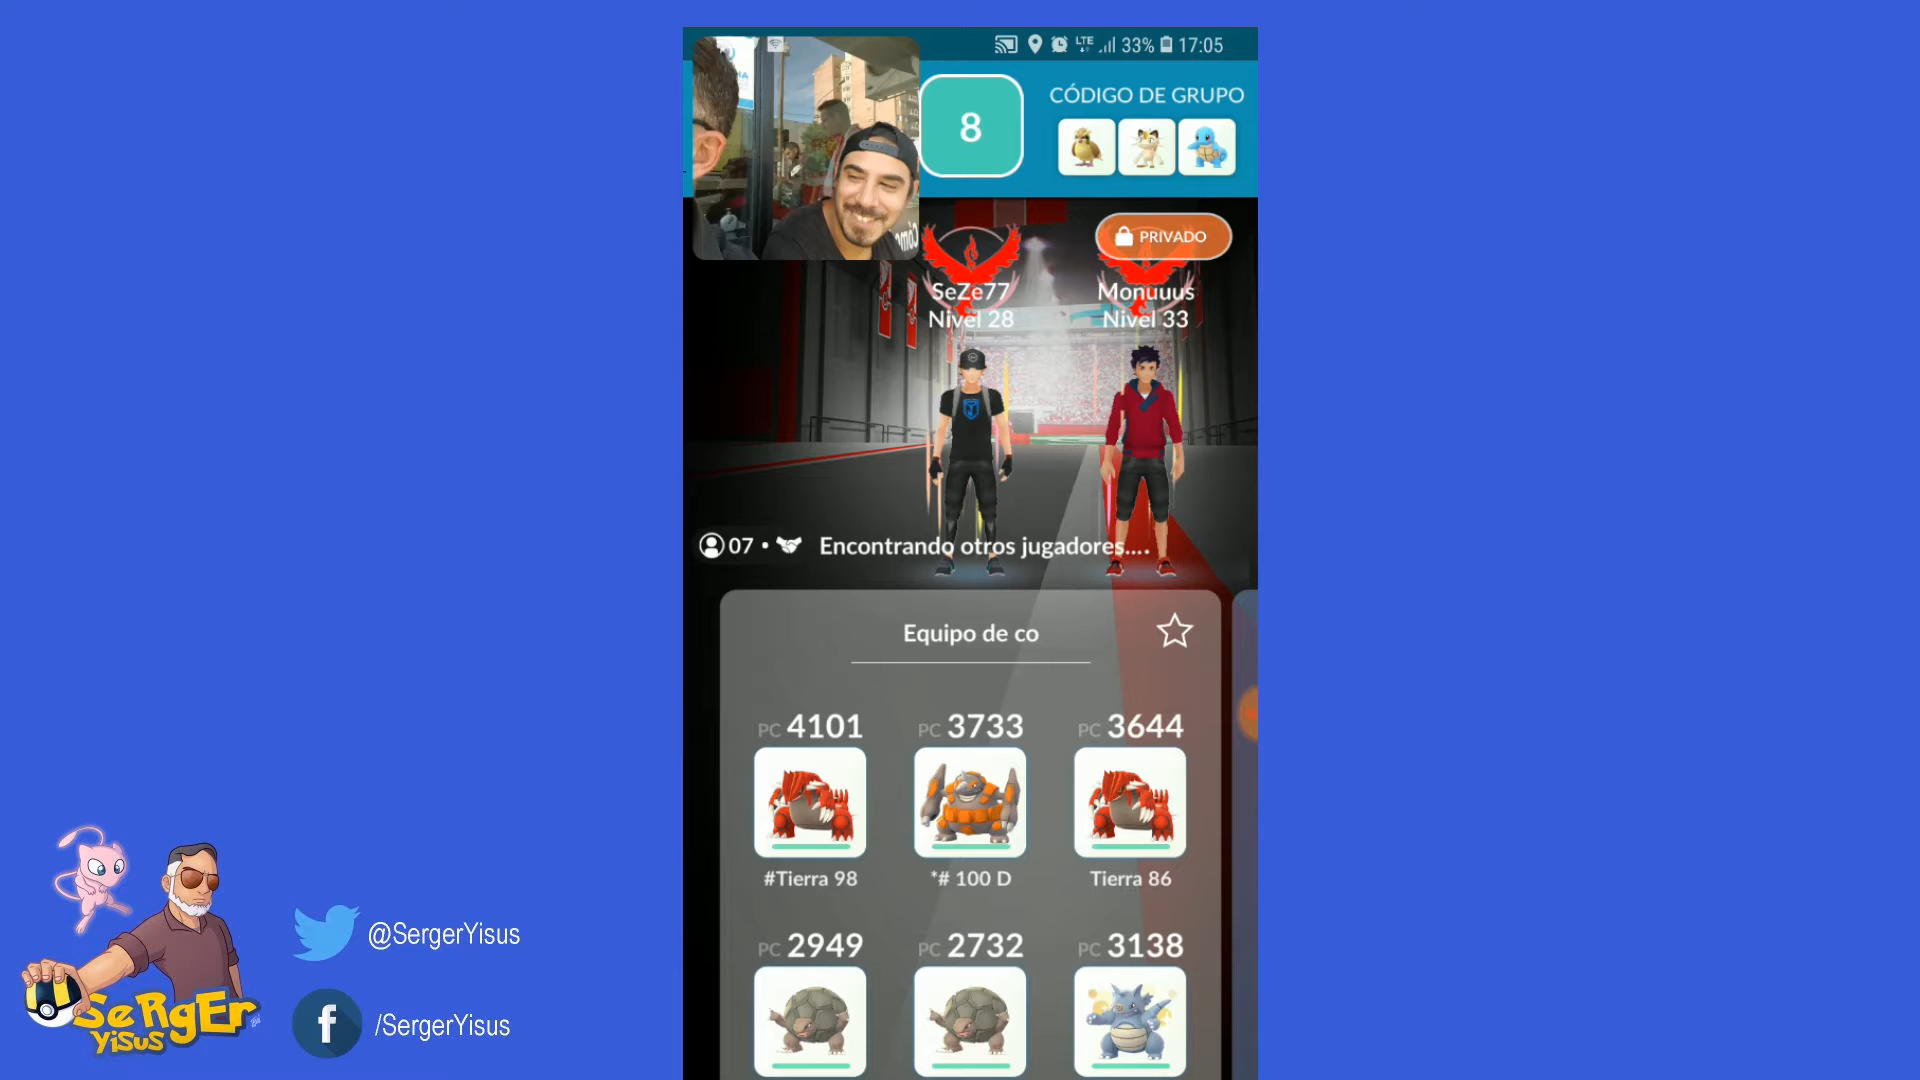 LTE 33% 17:05
8
CÓDIGO DE GRUPO
PRIVADO
SeZe77
Nivel 28
Monuuus
Nivel 33
07 • Encontrando otros jugadores....
Equipo de co
PC 4101
PC 3733
PC 3644
#Tierra 98
*# 100 D
Tierra 86
PC 2949
PC 2732
PC 3138
@SergerYisus
/SergerYisus
SeRgEr
YiSUS